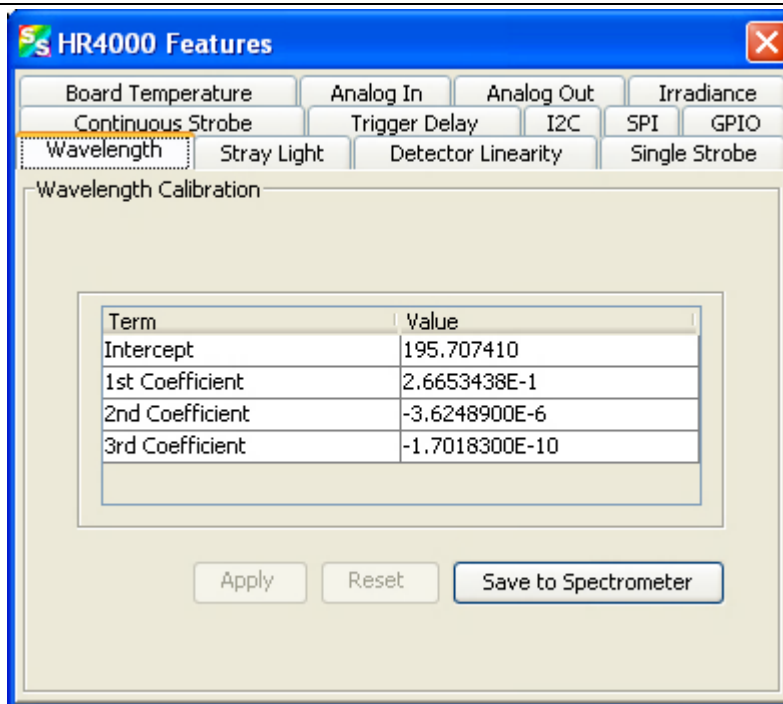 HR4000 Features
Board Temperature Analog In Analog Out Irradiance
Continuous Strobe Trigger Delay I2C SPI GPIO
Wavelength Stray Light Detector Linearity Single Strobe
Wavelength Calibration
Term Value
Intercept 195.707410
1st Coefficient 2.6653438E-1
2nd Coefficient -3.6248900E-6
3rd Coefficient -1.7018300E-10
Apply Reset Save to Spectrometer